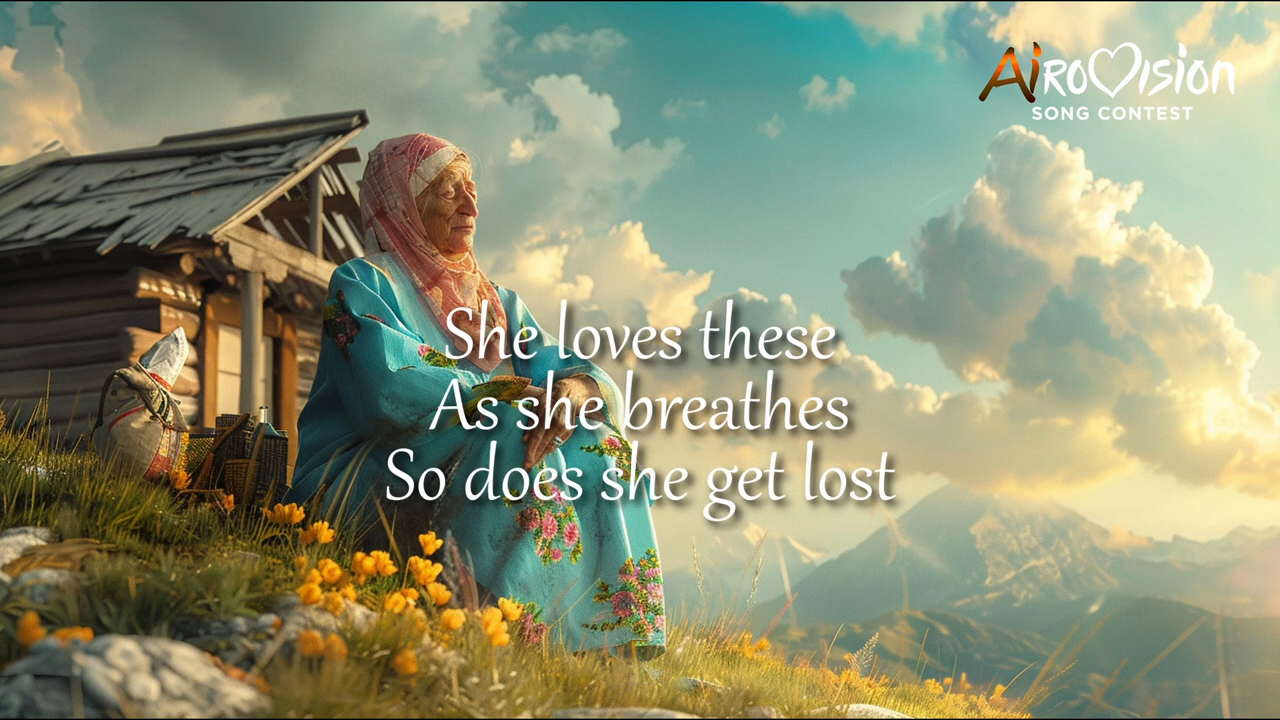 AiroVision
SONG CONTEST
She loves these
As she breathes
So does she get lost